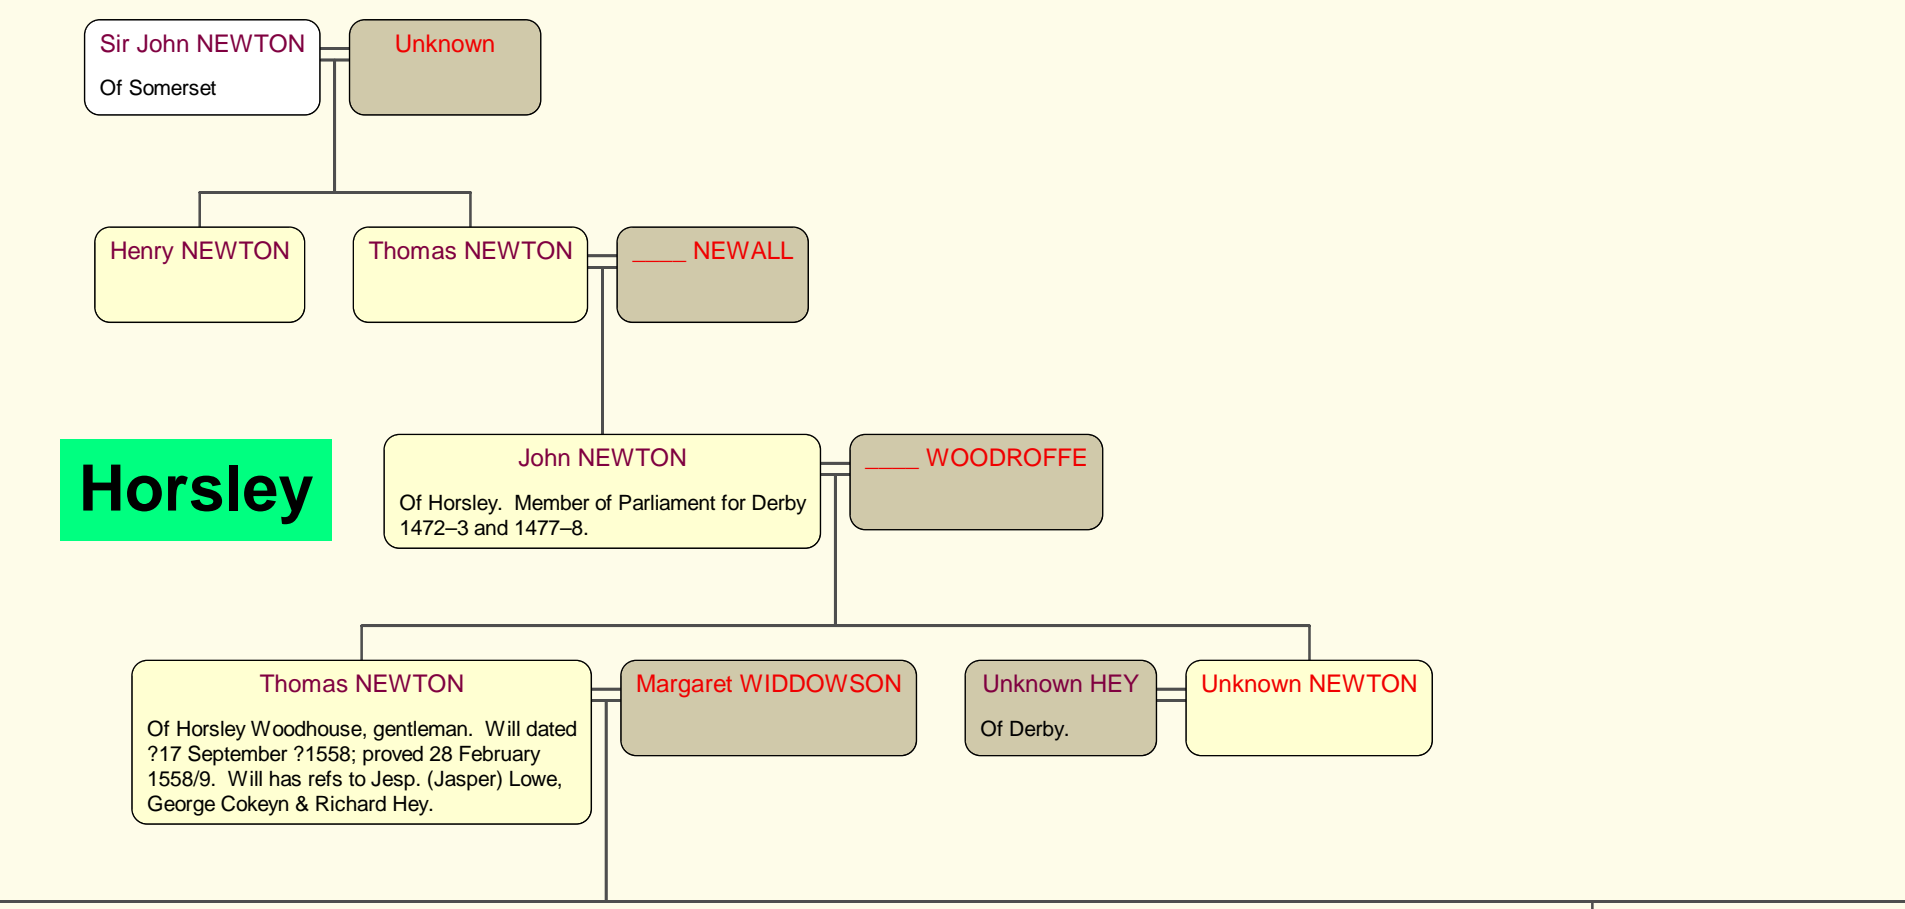 Sir John NEWTON
Of Somerset
Unknown
Henry NEWTON
Thomas NEWTON
____ NEWALL
Horsley
John NEWTON
Of Horsley.  Member of Parliament for Derby
1472–3 and 1477–8.
____ WOODROFFE
Thomas NEWTON
Of Horsley Woodhouse, gentleman.  Will dated
?17 September ?1558; proved 28 February
1558/9.  Will has refs to Jesp. (Jasper) Lowe,
George Cokeyn & Richard Hey.
Margaret WIDDOWSON
Unknown HEY
Of Derby.
Unknown NEWTON